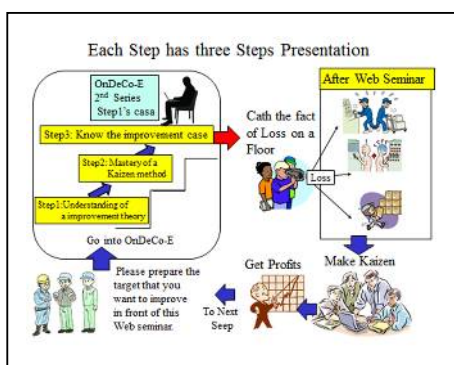 Each Step has three Steps Presentation
OnDeCo-E
2nd Series
Step1's casa
Step3: Know the improvement case
Step2: Mastery of a
Kaizen method
Step1:Understanding of
a improvement theory
Go into OnDeCo-E
Cath the fact
of Loss on a
Floor
After Web Seminar
Loss
Make Kaizen
Get Profits
To Next
Seep
Please prepare the
target that you
want to improve
in front of this
Web seminar.